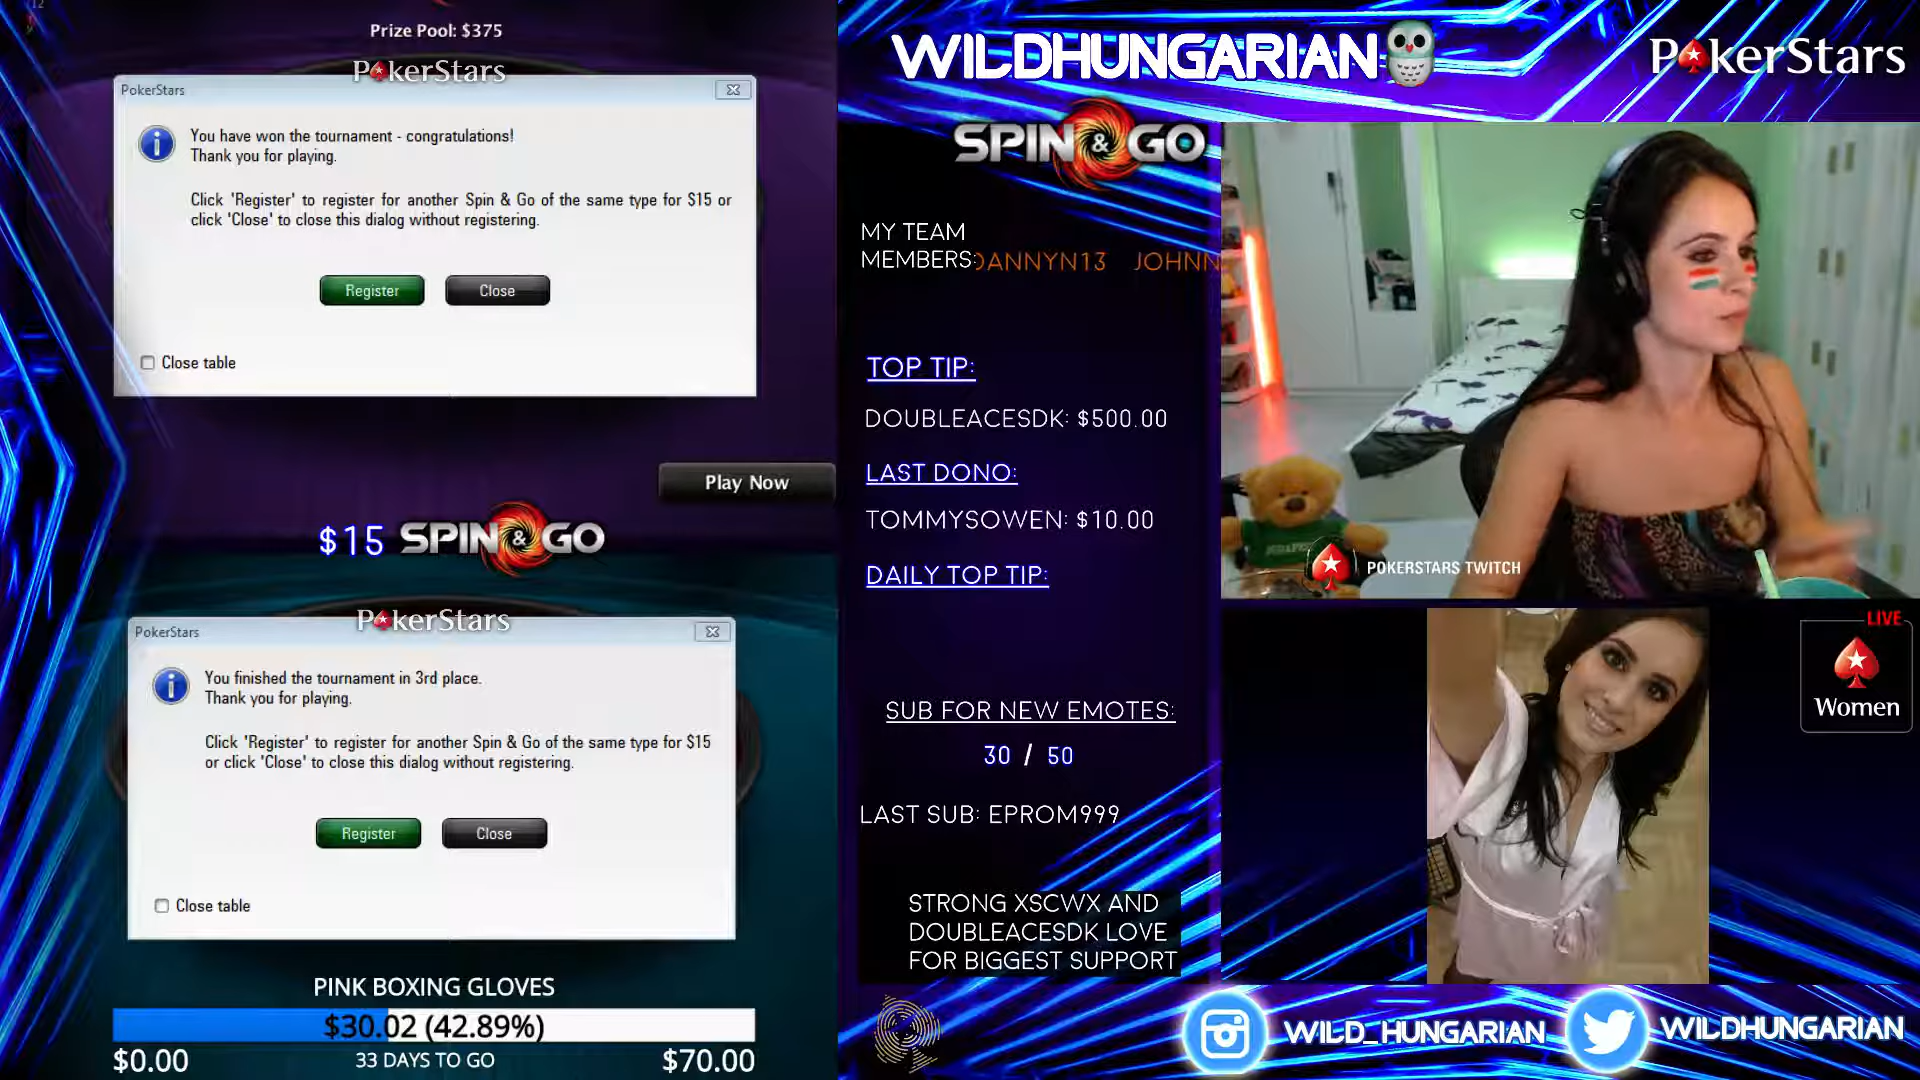 Prize Pool: $375
PokerStars
PokerStars
You have won the tournament - congratulations!
Thank you for playing.
Click 'Register' to register for another Spin & Go of the same type for $15 or
click 'Close' to close this dialog without registering.
Register
Close
Close table
Play Now
$15 SPIN & GO
PokerStars
PokerStars
You finished the tournament in 3rd place.
Thank you for playing.
Click 'Register' to register for another Spin & Go of the same type for $15
or click 'Close' to close this dialog without registering.
Register
Close
Close table
PINK BOXING GLOVES
$30.02 (42.89%)
$0.00
33 DAYS TO GO
$70.00
WILDHUNGARIAN
PokerStars
SPIN & GO
MY TEAM
MEMBERS:
DANNYN13 JOHNN
TOP TIP:
DOUBLEACESDK: $500.00
LAST DONO:
TOMMYSOWEN: $10.00
DAILY TOP TIP:
SUB FOR NEW EMOTES:
30 / 50
LAST SUB: EPROM999
STRONG XSCWX AND
DOUBLEACESDK LOVE
FOR BIGGEST SUPPORT
POKERSTARS TWITCH
LIVE
Women
WILD_HUNGARIAN
WILDHUNGARIAN